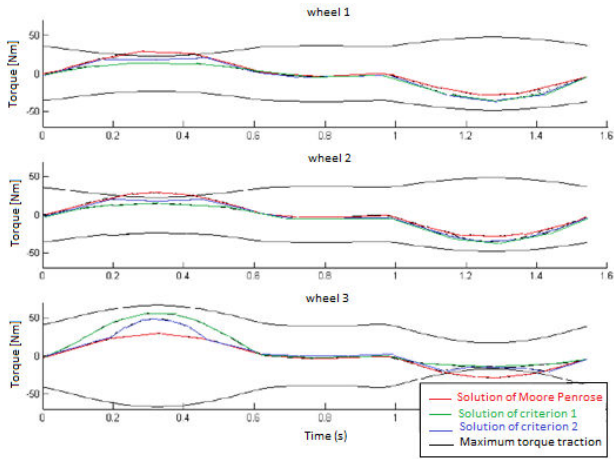 wheel 1
Torque [Nm]
50
0
-50
0 0.2 0.4 0.6 0.8 1 1.2 1.4 1.6
wheel 2
Torque [Nm]
50
0
-50
0 0.2 0.4 0.6 0.8 1 1.2 1.4 1.6
wheel 3
Torque [Nm]
50
0
-50
0 0.2 0.4 0.6 0.8 1
Time (s)
Solution of Moore Penrose
Solution of criterion 1
Solution of criterion 2
Maximum torque traction